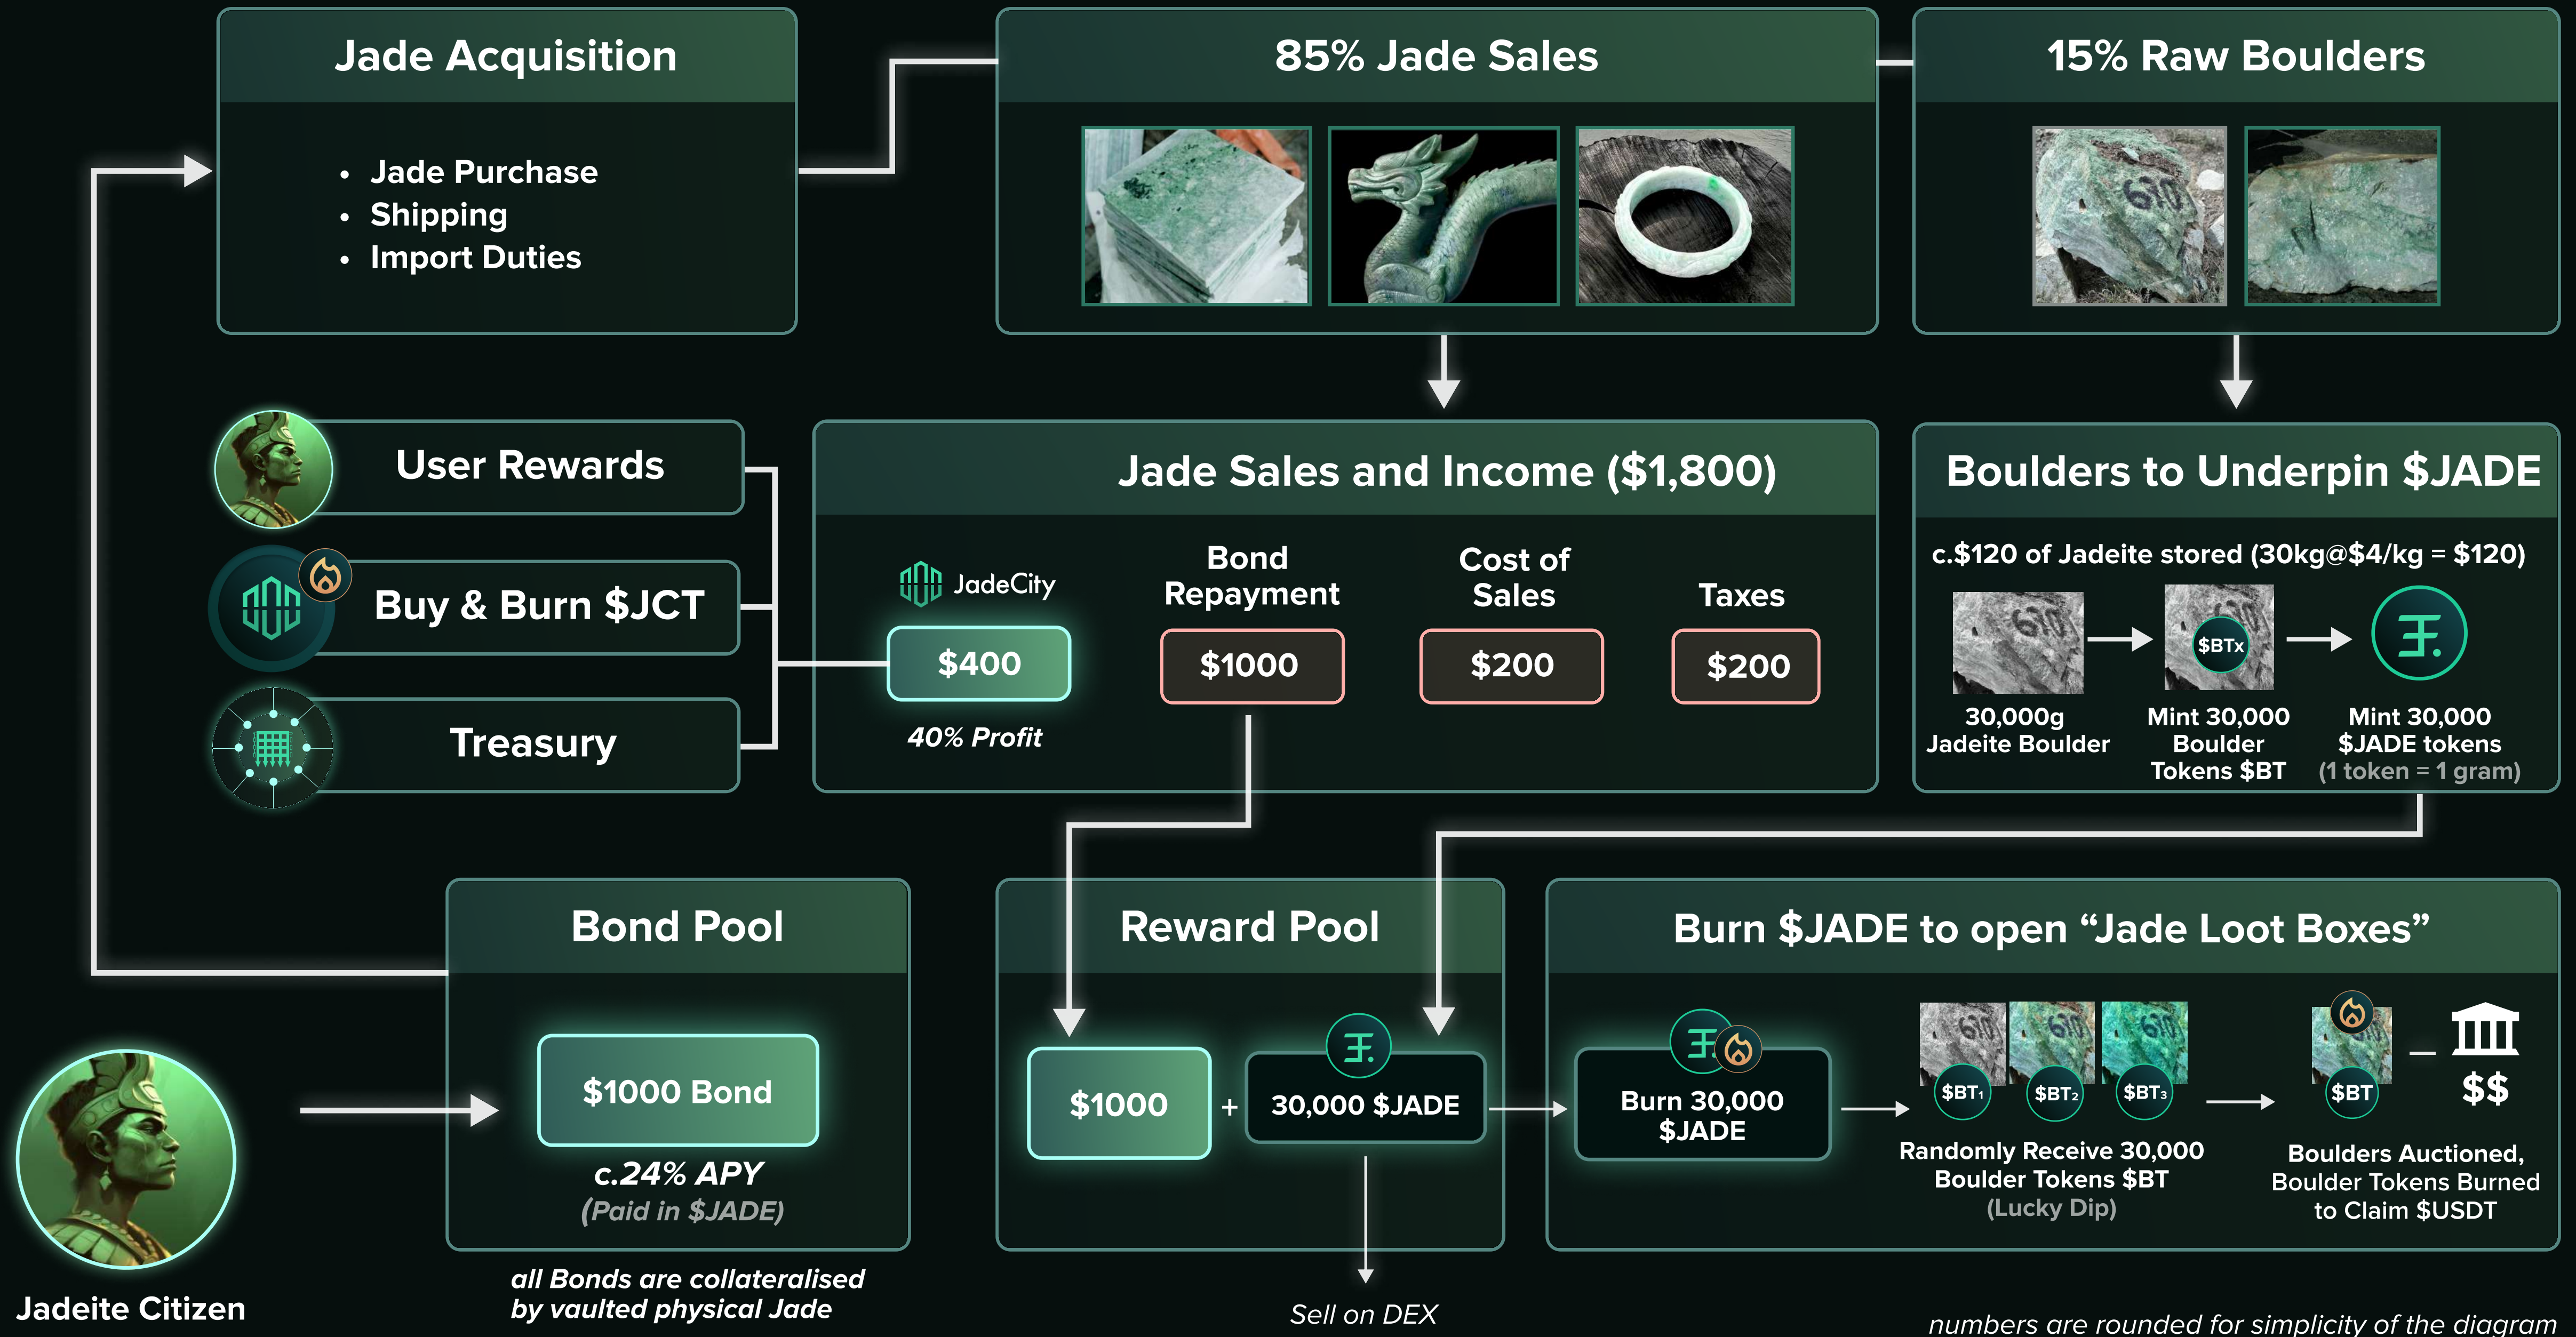 Jade Acquisition
• Jade Purchase
• Shipping
• Import Duties
85% Jade Sales
15% Raw Boulders
670
User Rewards
Buy & Burn $JCT
Treasury
Jade Sales and Income ($1,800)
JadeCity
$400
40% Profit
Bond
Repayment
$1000
Cost of
Sales
$200
Taxes
$200
Boulders to Underpin $JADE
c.$120 of Jadeite stored (30kg@$4/kg = $120)
670
30,000g
Jadeite Boulder
670
$BTx
Mint 30,000
Boulder
Tokens $BT
Mint 30,000
$JADE tokens
(1 token = 1 gram)
Jadeite Citizen
Bond Pool
$1000 Bond
c.24% APY
(Paid in $JADE)
all Bonds are collateralised
by vaulted physical Jade
Reward Pool
$1000
+
30,000 $JADE
Sell on DEX
Burn $JADE to open “Jade Loot Boxes”
Burn 30,000
$JADE
670
670
670
$BT₁
$BT₂
$BT₃
Randomly Receive 30,000
Boulder Tokens $BT
(Lucky Dip)
$BT
$$
Boulders Auctioned,
Boulder Tokens Burned
to Claim $USDT
numbers are rounded for simplicity of the diagram